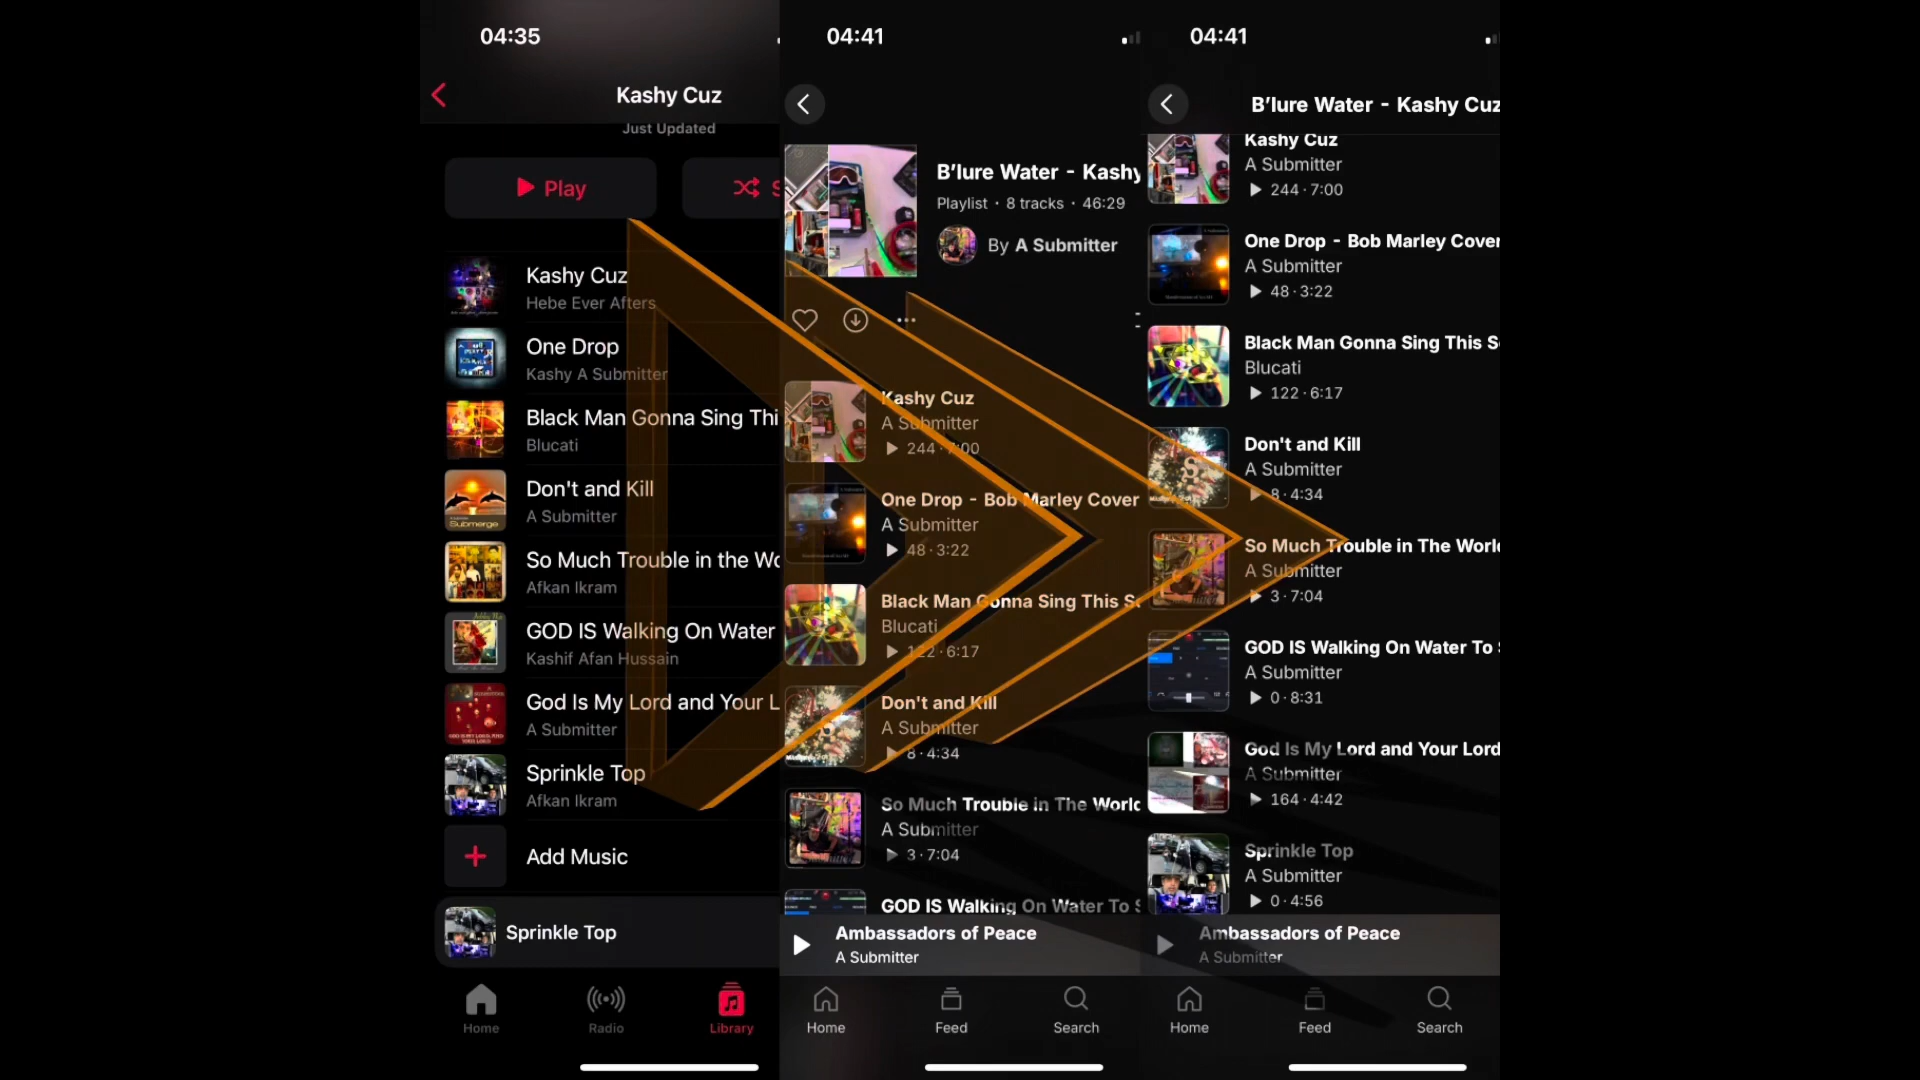 04:35
Kashy Cuz
Just Updated
Play
Kashy Cuz
Hebe Ever Afters
One Drop
Kashy A Submitter
Black Man Gonna Sing Thi
Blucati
Don't and Kill
A Submitter
Submerge
So Much Trouble in the Wo
Afkan Ikram
GOD IS Walking On Water
Kashif Afan Hussain
God Is My Lord and Your L
A Submitter
Sprinkle Top
Afkan Ikram
Add Music
Sprinkle Top
Home
Radio
Library
04:41
B'lure Water - Kashy
Playlist · 8 tracks · 46:29
By A Submitter
Kashy Cuz
A Submitter
244 · 7:00
One Drop - Bob Marley Cover
A Submitter
48 · 3:22
Black Man Gonna Sing This S
Blucati
122 · 6:17
Don't and Kill
A Submitter
8 · 4:34
So Much Trouble in The World
A Submitter
3 · 7:04
GOD IS Walking On Water To S
Ambassadors of Peace
A Submitter
Home
Feed
Search
04:41
B'lure Water - Kashy Cuz
Kashy Cuz
A Submitter
244 · 7:00
One Drop - Bob Marley Cover
A Submitter
48 · 3:22
Black Man Gonna Sing This S
Blucati
122 · 6:17
Don't and Kill
A Submitter
8 · 4:34
So Much Trouble in The World
A Submitter
3 · 7:04
GOD IS Walking On Water To S
A Submitter
0 · 8:31
God Is My Lord and Your Lord
A Submitter
164 · 4:42
Sprinkle Top
A Submitter
0 · 4:56
Ambassadors of Peace
A Submitter
Home
Feed
Search